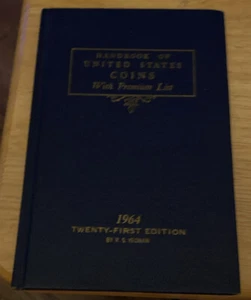 HANDBOOK OF
UNITED STATES
COINS
With Premium List
1964
TWENTY-FIRST EDITION
BY R. S. YEOMAN